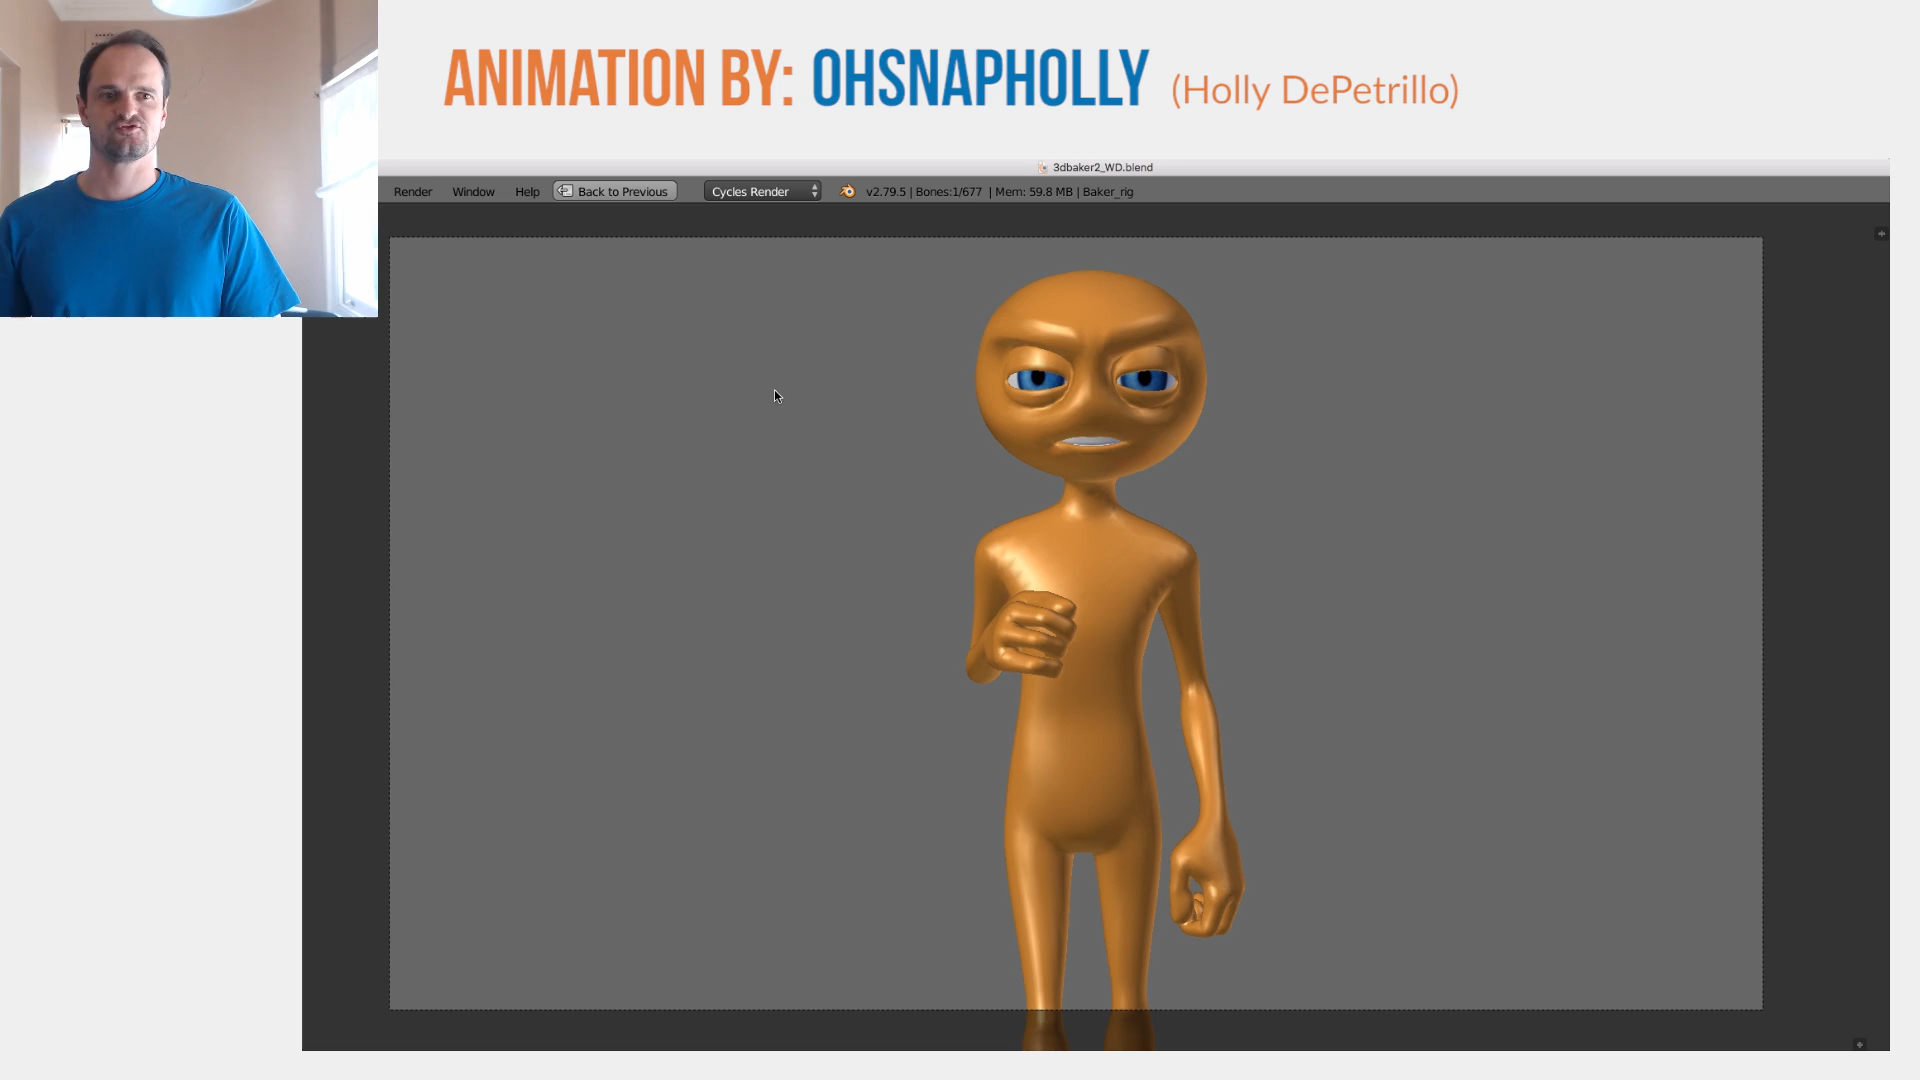 ANIMATION BY: OHSNAPHOLLY (Holly DePetrillo)
3dbaker2_WD.blend
Render Window Help Back to Previous Cycles Render v2.79.5 | Bones:1/677 | Mem: 59.8 MB | Baker_rig